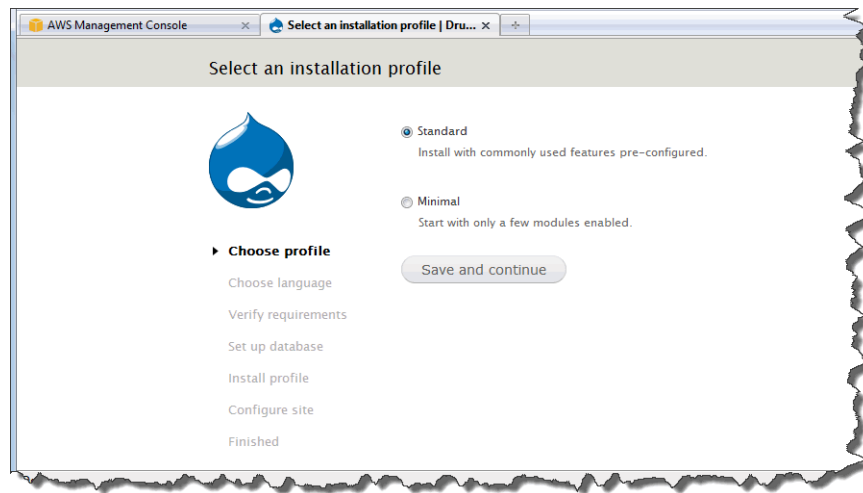 AWS Management Console
Select an installation profile | Dru...
Select an installation profile
Standard
Install with commonly used features pre-configured.
Minimal
Start with only a few modules enabled.
Save and continue
Choose profile
Choose language
Verify requirements
Set up database
Install profile
Configure site
Finished